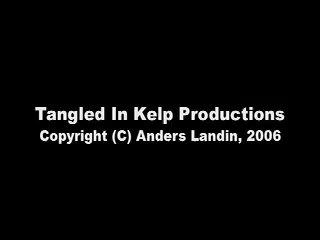 Tangled In Kelp Productions
Copyright (C) Anders Landin, 2006